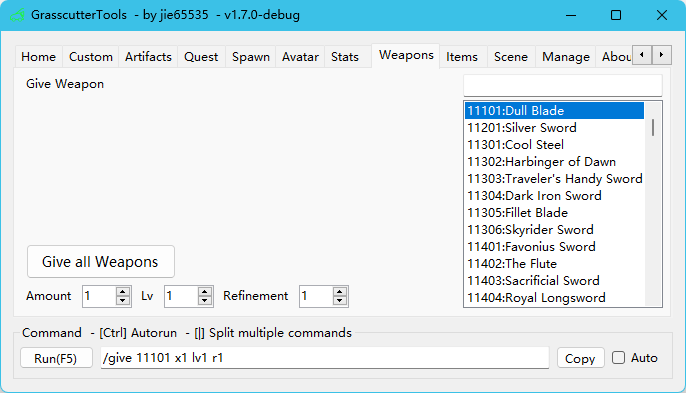 GrasscutterTools - by jie65535 - v1.7.0-debug
Home Custom Artifacts Quest Spawn Avatar Stats Weapons Items Scene Manage Abou
Give Weapon
11101:Dull Blade
11201:Silver Sword
11301:Cool Steel
11302:Harbinger of Dawn
11303:Traveler's Handy Sword
11304:Dark Iron Sword
11305:Fillet Blade
11306:Skyrider Sword
11401:Favonius Sword
11402:The Flute
11403:Sacrificial Sword
11404:Royal Longsword
Give all Weapons
Amount 1 Lv 1 Refinement 1
Command - [Ctrl] Autorun - [|] Split multiple commands
Run(F5) /give 11101 x1 lv1 r1 Copy Auto